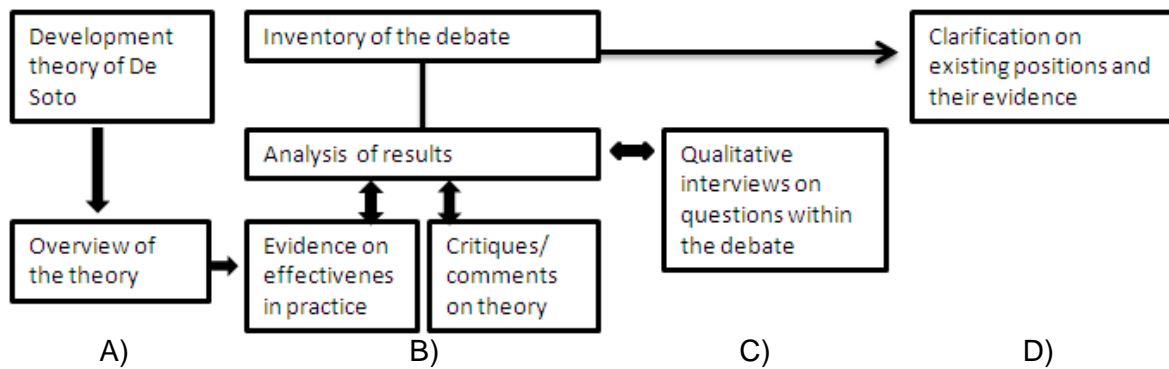 Development
theory of De
Soto
Inventory of the debate
Clarification on
existing positions and
their evidence
Analysis of results
Qualitative
interviews on
questions within
the debate
Overview of
the theory
Evidence on
effectivenes
in practice
Critiques/
comments on
theory
A)
B)
C)
D)